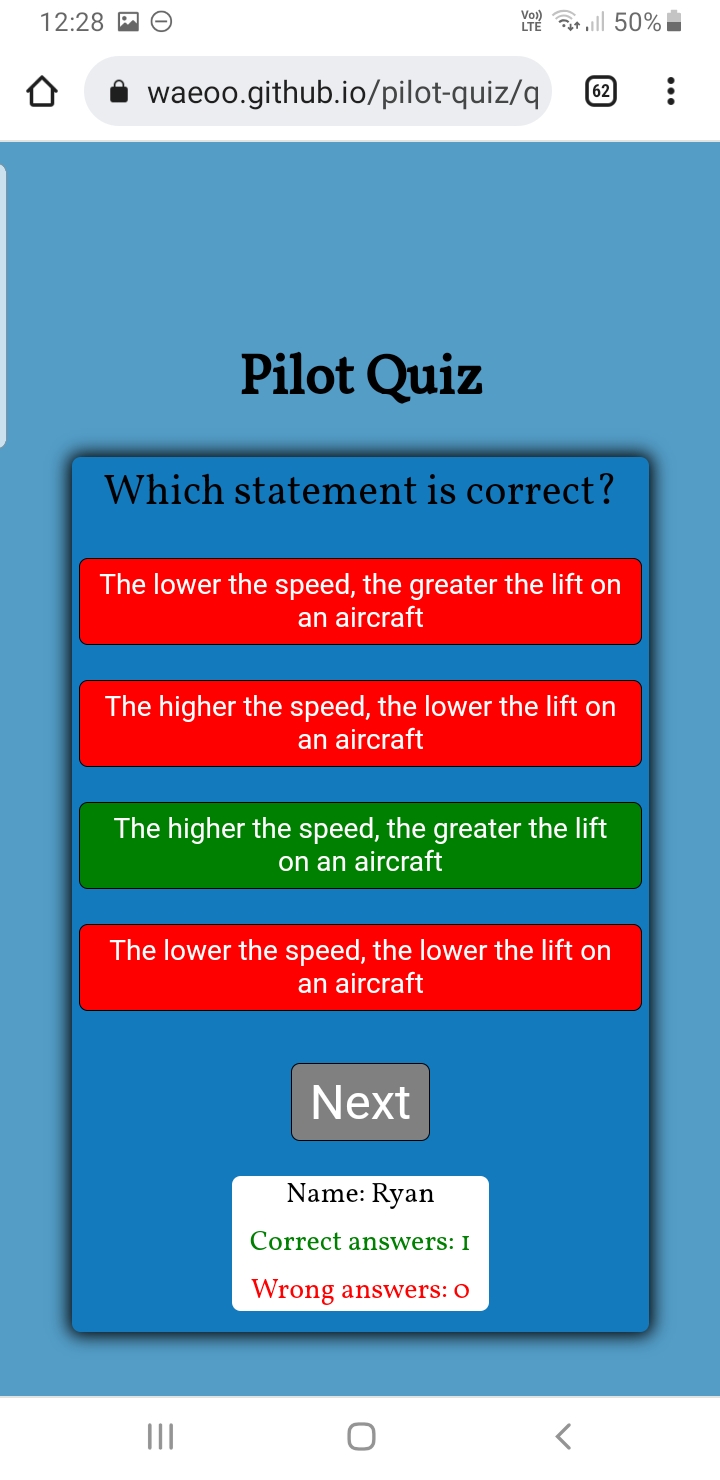 12:28
Vo)) LTE
50%
waeoo.github.io/pilot-quiz/q
62
Pilot Quiz
Which statement is correct?
The lower the speed, the greater the lift on
an aircraft
The higher the speed, the lower the lift on
an aircraft
The higher the speed, the greater the lift
on an aircraft
The lower the speed, the lower the lift on
an aircraft
Next
Name: Ryan
Correct answers: 1
Wrong answers: 0